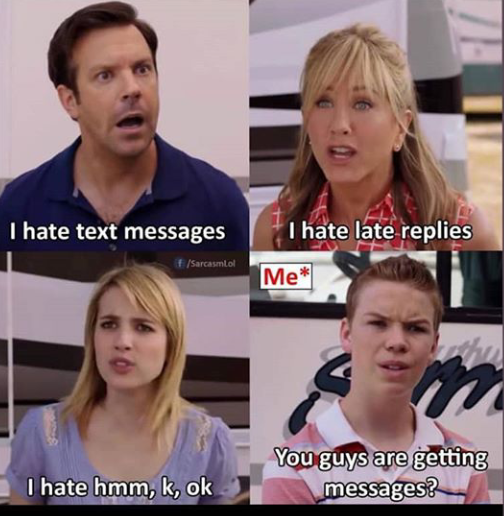 I hate text messages
I hate late replies
f /SarcasmLol
Me*
I hate hmm, k, ok
You guys are getting
messages?